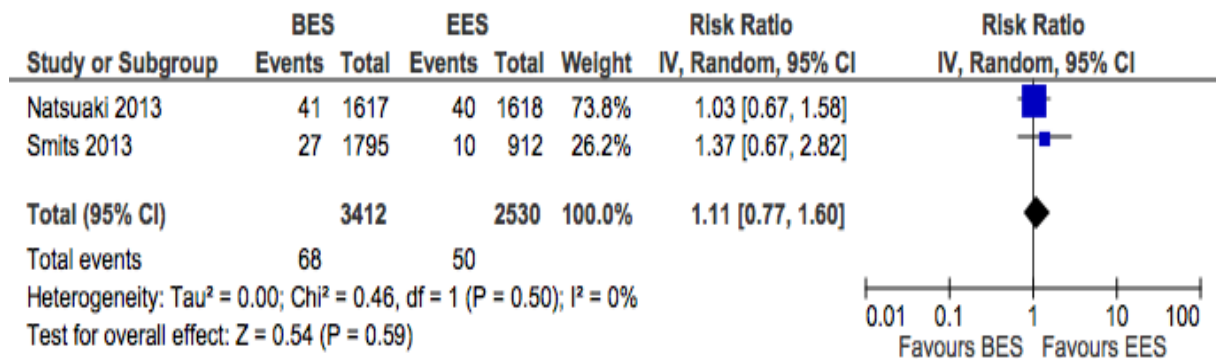 BES EES Risk Ratio Risk Ratio
Study or Subgroup Events Total Events Total Weight IV, Random, 95% CI IV, Random, 95% CI
Natsuaki 2013 41 1617 40 1618 73.8% 1.03 [0.67, 1.58]
Smits 2013 27 1795 10 912 26.2% 1.37 [0.67, 2.82]
Total (95% CI) 3412 2530 100.0% 1.11 [0.77, 1.60]
Total events 68 50
Heterogeneity: Tau² = 0.00; Chi² = 0.46, df = 1 (P = 0.50); I² = 0%
Test for overall effect: Z = 0.54 (P = 0.59)
0.01 0.1 1 10 100
Favours BES Favours EES